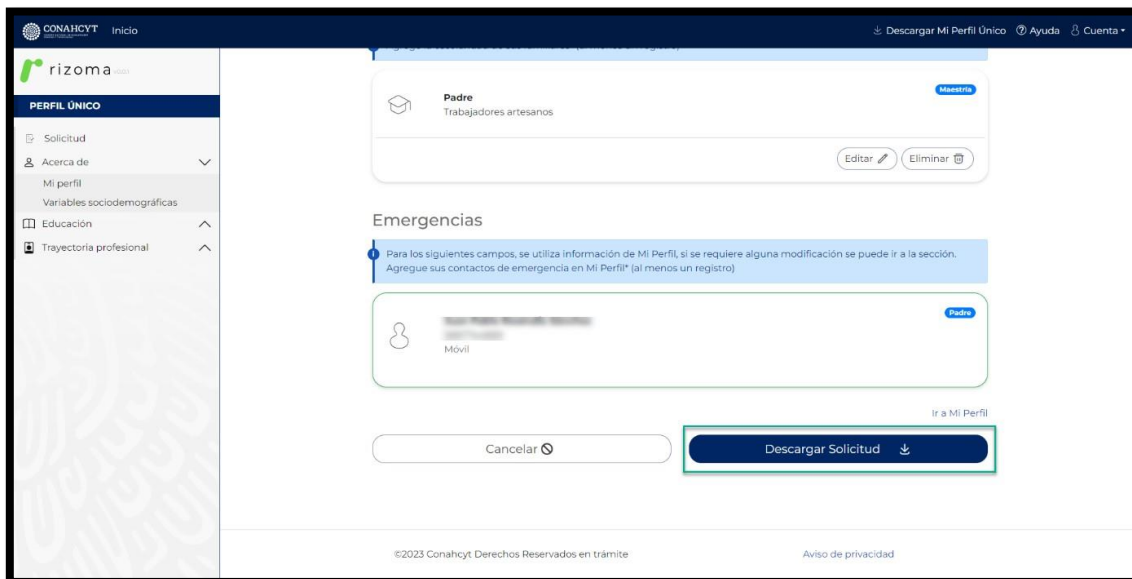 CONAHCYT Inicio Descargar Mi Perfil Único Ayuda Cuenta
rizoma
PERFIL ÚNICO
Solicitud
Acerca de
Mi perfil
Variables sociodemográficas
Educación
Trayectoria profesional
Padre
Maestría
Trabajadores artesanos
Editar Eliminar
Emergencias
Para los siguientes campos, se utiliza información de Mi Perfil, si se requiere alguna modificación se puede ir a la sección.
Agregue sus contactos de emergencia en Mi Perfil* (al menos un registro)
Padre
Móvil
Ir a Mi Perfil
Cancelar Descargar Solicitud
©2023 Conahcyt Derechos Reservados en trámite Aviso de privacidad